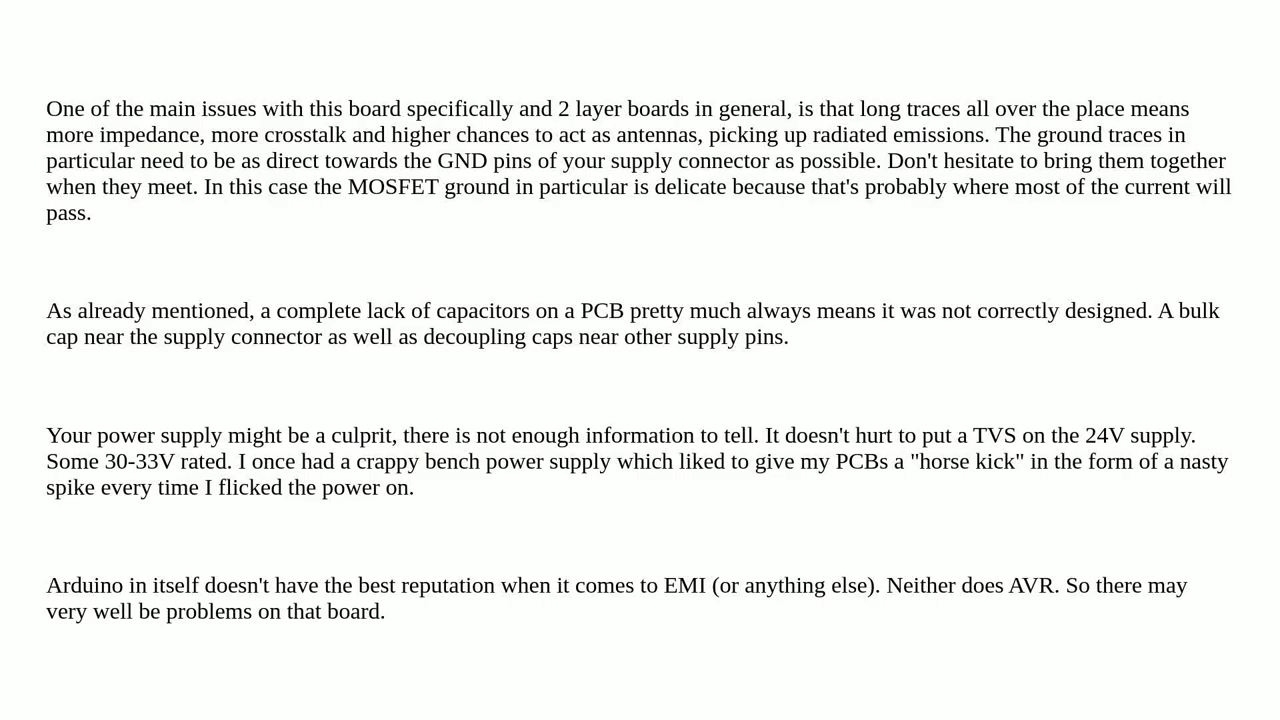 One of the main issues with this board specifically and 2 layer boards in general, is that long traces all over the place means
more impedance, more crosstalk and higher chances to act as antennas, picking up radiated emissions. The ground traces in
particular need to be as direct towards the GND pins of your supply connector as possible. Don't hesitate to bring them together
when they meet. In this case the MOSFET ground in particular is delicate because that's probably where most of the current will
pass.
As already mentioned, a complete lack of capacitors on a PCB pretty much always means it was not correctly designed. A bulk
cap near the supply connector as well as decoupling caps near other supply pins.
Your power supply might be a culprit, there is not enough information to tell. It doesn't hurt to put a TVS on the 24V supply.
Some 30-33V rated. I once had a crappy bench power supply which liked to give my PCBs a "horse kick" in the form of a nasty
spike every time I flicked the power on.
Arduino in itself doesn't have the best reputation when it comes to EMI (or anything else). Neither does AVR. So there may
very well be problems on that board.